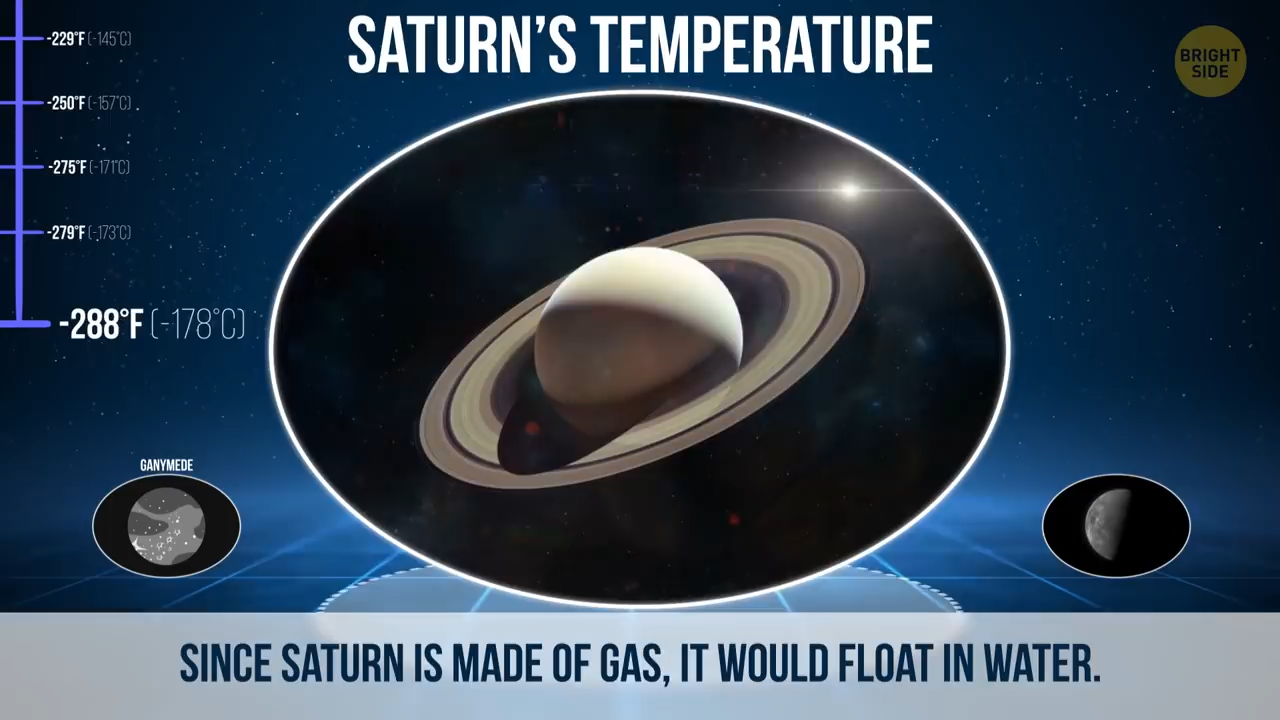 SATURN'S TEMPERATURE
BRIGHT
SIDE
-229°F (-145°C)
-250°F (-157°C)
-275°F (-171°C)
-279°F (-173°C)
-288°F (-178°C)
GANYMEDE
SINCE SATURN IS MADE OF GAS, IT WOULD FLOAT IN WATER.